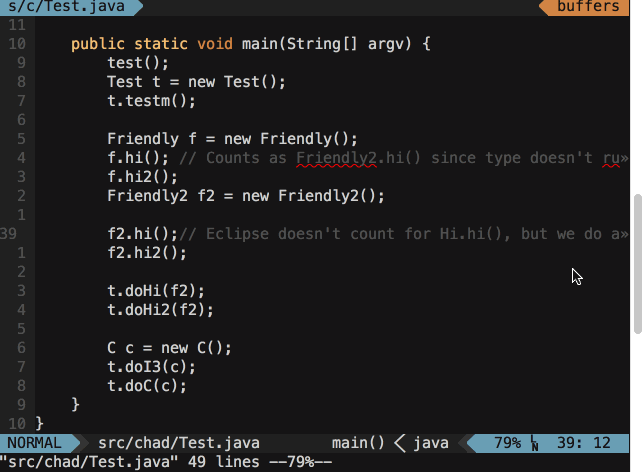 s/c/Test.java buffers
11
10 public static void main(String[] argv) {
9 test();
8 Test t = new Test();
7 t.testm();
6
5 Friendly f = new Friendly();
4 f.hi(); // Counts as Friendly2.hi() since type doesn't ru»
3 f.hi2();
2 Friendly2 f2 = new Friendly2();
1
39 f2.hi();// Eclipse doesn't count for Hi.hi(), but we do a»
1 f2.hi2();
2
3 t.doHi(f2);
4 t.doHi2(f2);
5
6 C c = new C();
7 t.doI3(c);
8 t.doC(c);
9 }
10 }
NORMAL src/chad/Test.java main() < java 79% LN 39: 12
"src/chad/Test.java" 49 lines --79%--